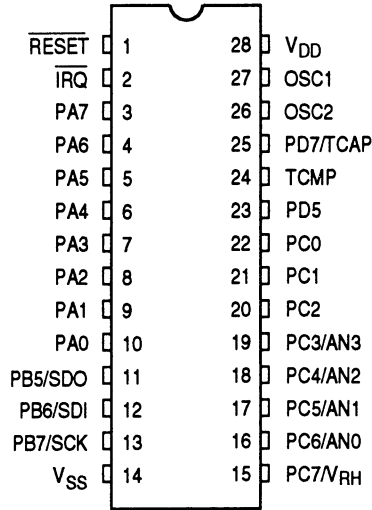 R̅E̅S̅E̅T̅ 1 28 VDD
I̅R̅Q̅ 2 27 OSC1
PA7 3 26 OSC2
PA6 4 25 PD7/TCAP
PA5 5 24 TCMP
PA4 6 23 PD5
PA3 7 22 PC0
PA2 8 21 PC1
PA1 9 20 PC2
PA0 10 19 PC3/AN3
PB5/SDO 11 18 PC4/AN2
PB6/SDI 12 17 PC5/AN1
PB7/SCK 13 16 PC6/AN0
VSS 14 15 PC7/VRH